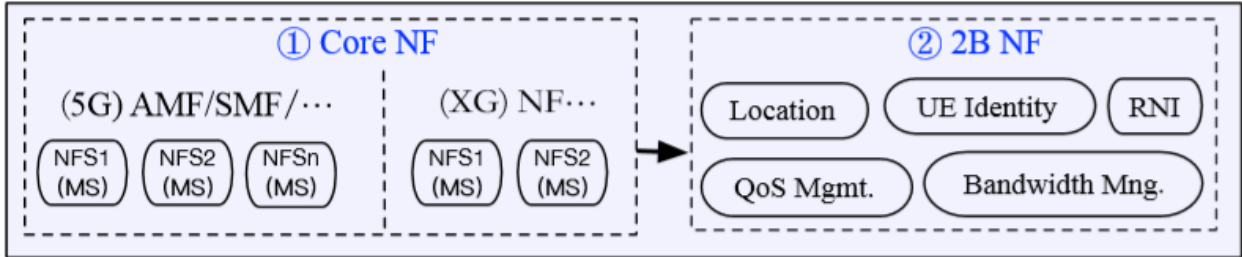 ① Core NF
② 2B NF
(5G) AMF/SMF/⋯
(XG) NF⋯
NFS1
(MS)
NFS2
(MS)
NFSn
(MS)
NFS1
(MS)
NFS2
(MS)
Location
UE Identity
RNI
QoS Mgmt.
Bandwidth Mng.